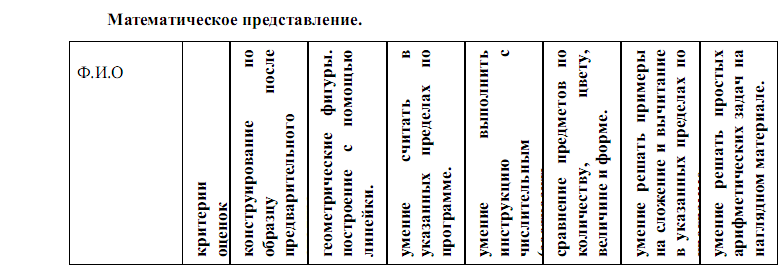 Математическое представление.
Ф.И.О
критерии
оценок
конструирование по
образцу после
предварительного
геометрические фигуры.
построение с помощью
линейки.
умение считать в
указанных пределах по
программе.
умение выполнить
инструкцию с
числительным
сравнение предметов по
количеству, цвету,
величине и форме.
умение решать примеры
на сложение и вычитание
в указанных пределах по
умение решать простых
арифметических задач на
наглядном материале.